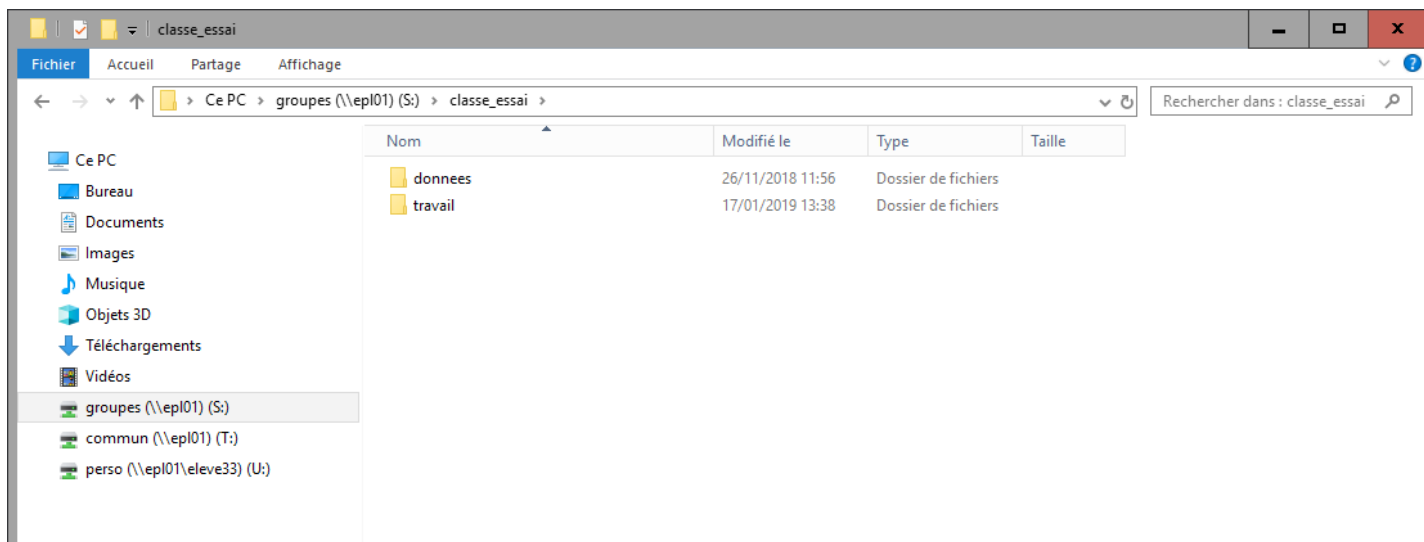 classe_essai
Fichier Accueil Partage Affichage
Ce PC > groupes (\\epl01) (S:) > classe_essai > Rechercher dans : classe_essai
Nom Modifié le Type Taille
Ce PC
donnees 26/11/2018 11:56 Dossier de fichiers
Bureau
travail 17/01/2019 13:38 Dossier de fichiers
Documents
Images
Musique
Objets 3D
Téléchargements
Vidéos
groupes (\\epl01) (S:)
commun (\\epl01) (T:)
perso (\\epl01\eleve33) (U:)